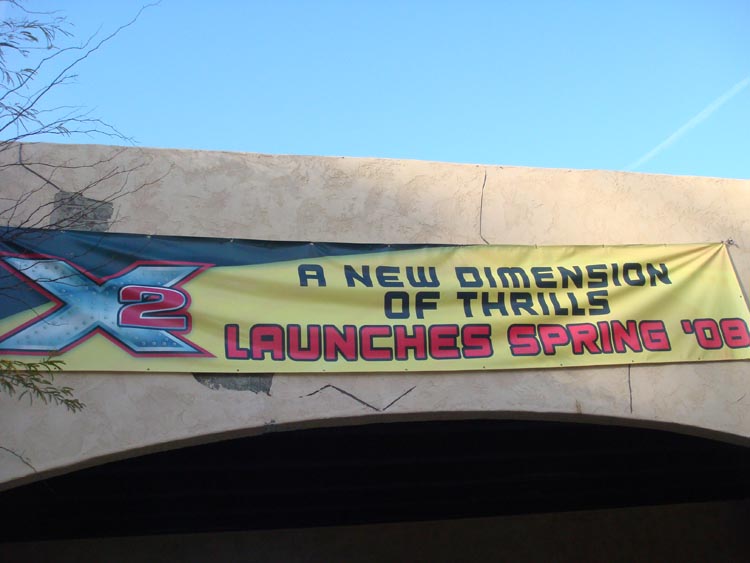 X2
A NEW DIMENSION
OF THRILLS
LAUNCHES SPRING '08